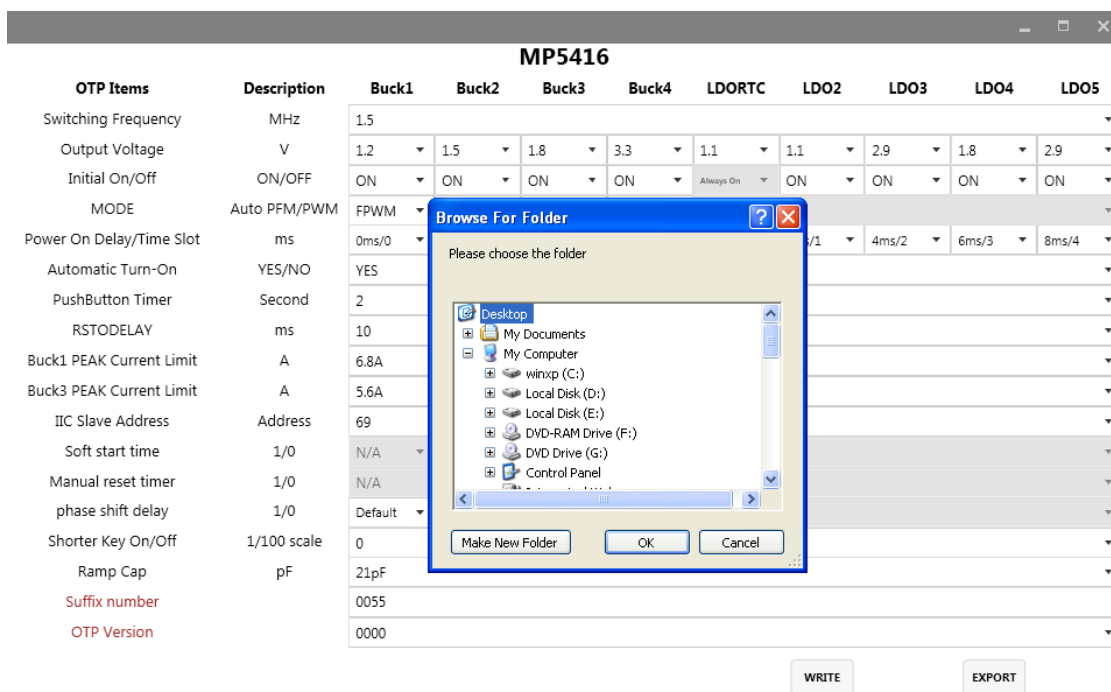 MP5416
OTP Items Description Buck1 Buck2 Buck3 Buck4 LDORTC LDO2 LDO3 LDO4 LDO5
Switching Frequency MHz 1.5
Output Voltage V 1.2 1.5 1.8 3.3 1.1 1.1 2.9 1.8 2.9
Initial On/Off ON/OFF ON ON ON ON Always On ON ON ON ON
MODE Auto PFM/PWM FPWM
Power On Delay/Time Slot ms 0ms/0 /1 4ms/2 6ms/3 8ms/4
Automatic Turn-On YES/NO YES
PushButton Timer Second 2
RSTODELAY ms 10
Buck1 PEAK Current Limit A 6.8A
Buck3 PEAK Current Limit A 5.6A
IIC Slave Address Address 69
Soft start time 1/0 N/A
Manual reset timer 1/0 N/A
phase shift delay 1/0 Default
Shorter Key On/Off 1/100 scale 0
Ramp Cap pF 21pF
Suffix number 0055
OTP Version 0000
Browse For Folder
Please choose the folder
Desktop
My Documents
My Computer
winxp (C:)
Local Disk (D:)
Local Disk (E:)
DVD-RAM Drive (F:)
DVD Drive (G:)
Control Panel
Make New Folder OK Cancel
WRITE EXPORT